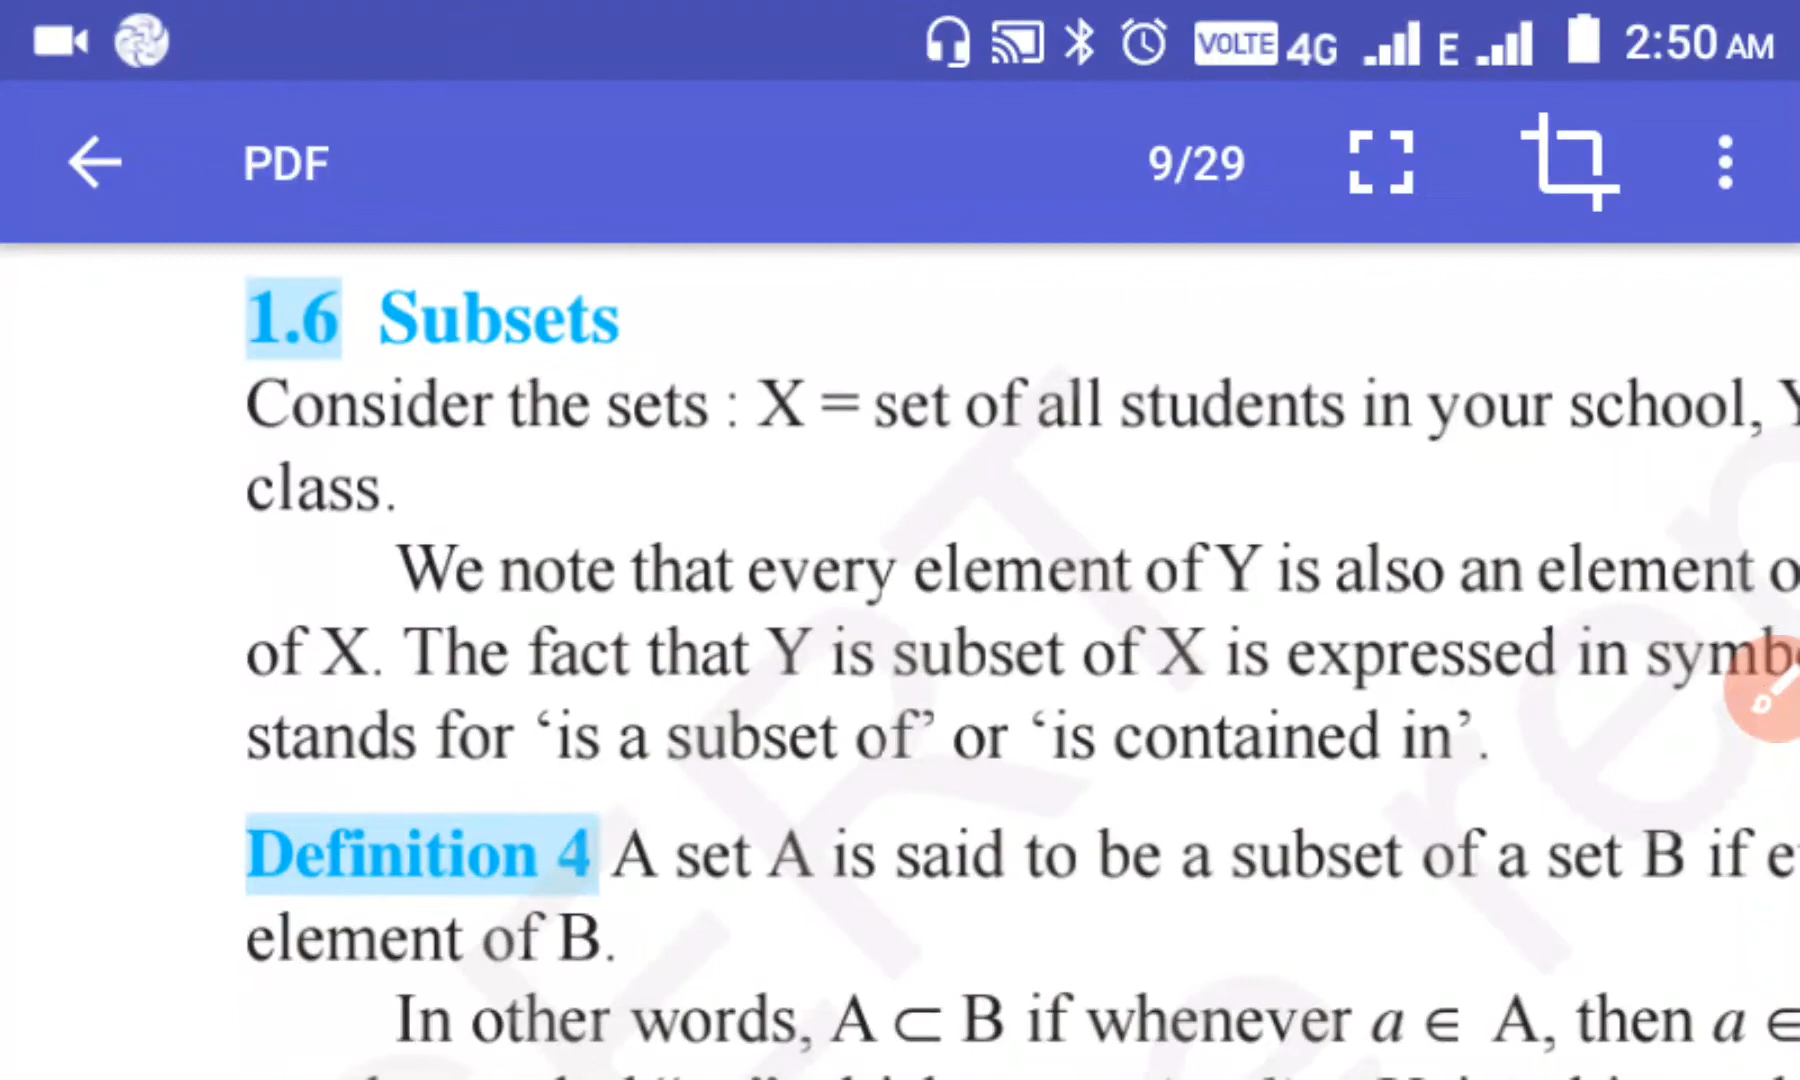 VOLTE 4G E 2:50 AM
PDF 9/29
1.6 Subsets
Consider the sets : X = set of all students in your school, Y
class.
We note that every element of Y is also an element o
of X. The fact that Y is subset of X is expressed in symb
stands for ‘is a subset of’ or ‘is contained in’.
Definition 4 A set A is said to be a subset of a set B if e
element of B.
In other words, A ⊂ B if whenever a ∈ A, then a ∈